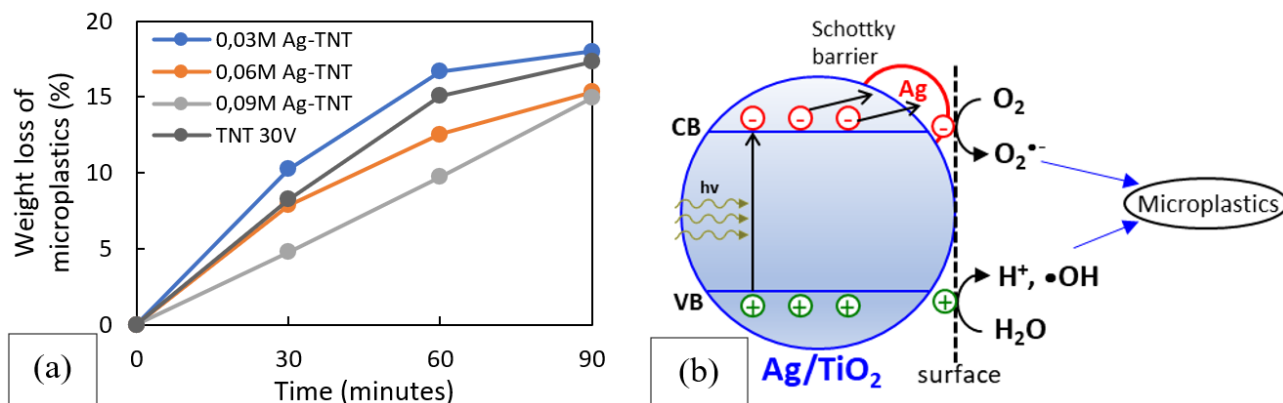 20
15
10
5
0
0
30
60
90
Weight loss of
microplastics (%)
Time (minutes)
0,03M Ag-TNT
0,06M Ag-TNT
0,09M Ag-TNT
TNT 30V
(a)
Schottky
barrier
Ag
CB
hv
VB
Ag/TiO₂
surface
O₂
O₂•⁻
Microplastics
H⁺, •OH
H₂O
(b)